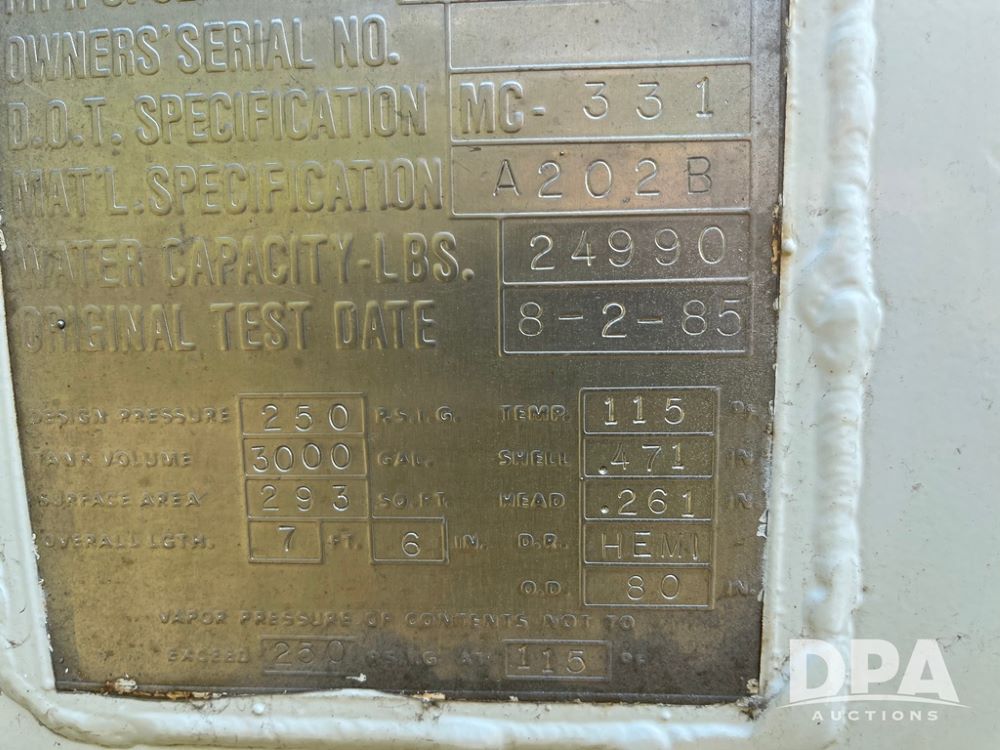 OWNERS' SERIAL NO.
D.O.T. SPECIFICATION MC- 331
MAT'L. SPECIFICATION A202B
WATER CAPACITY-LBS. 24990
ORIGINAL TEST DATE 8-2-85
DESIGN PRESSURE 250 P.S.I.G. TEMP. 115 °F.
TANK VOLUME 3000 GAL. SHELL .471 IN.
SURFACE AREA 293 SQ.FT. HEAD .261 IN.
OVERALL LGTH. 7 FT. 6 IN. D.R. HEMI
O.D. 80 IN.
VAPOR PRESSURE OF CONTENTS NOT TO
EXCEED 250 PSIG AT 115 °F
DPA
AUCTIONS